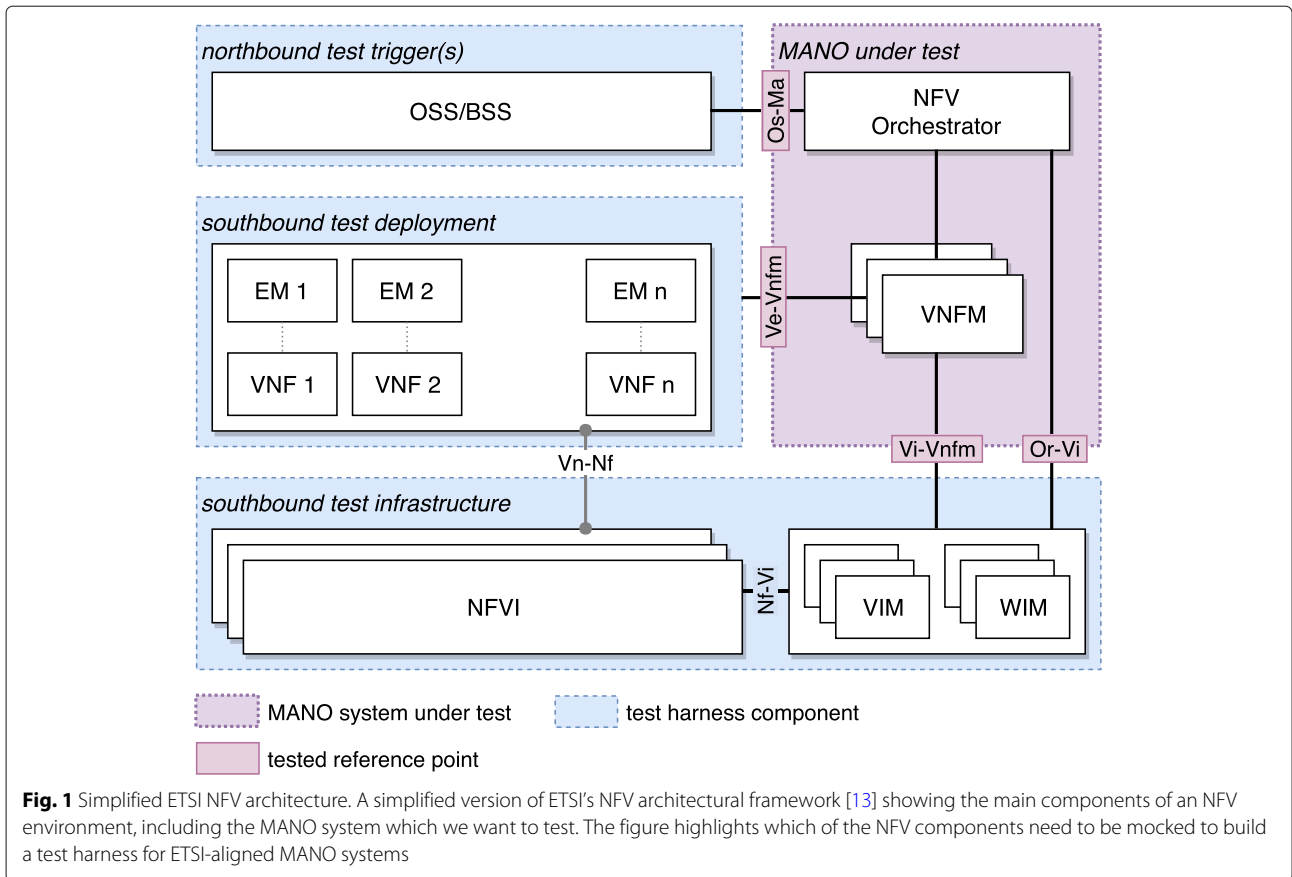 northbound test trigger(s)
OSS/BSS
Os-Ma
MANO under test
NFV
Orchestrator
southbound test deployment
EM 1
EM 2
EM n
VNF 1
VNF 2
VNF n
Ve-Vnfm
VNFM
Vn-Nf
Vi-Vnfm
Or-Vi
southbound test infrastructure
NFVI
Nf-Vi
VIM
WIM
MANO system under test
test harness component
tested reference point
Fig. 1 Simplified ETSI NFV architecture. A simplified version of ETSI's NFV architectural framework [13] showing the main components of an NFV
environment, including the MANO system which we want to test. The figure highlights which of the NFV components need to be mocked to build
a test harness for ETSI-aligned MANO systems